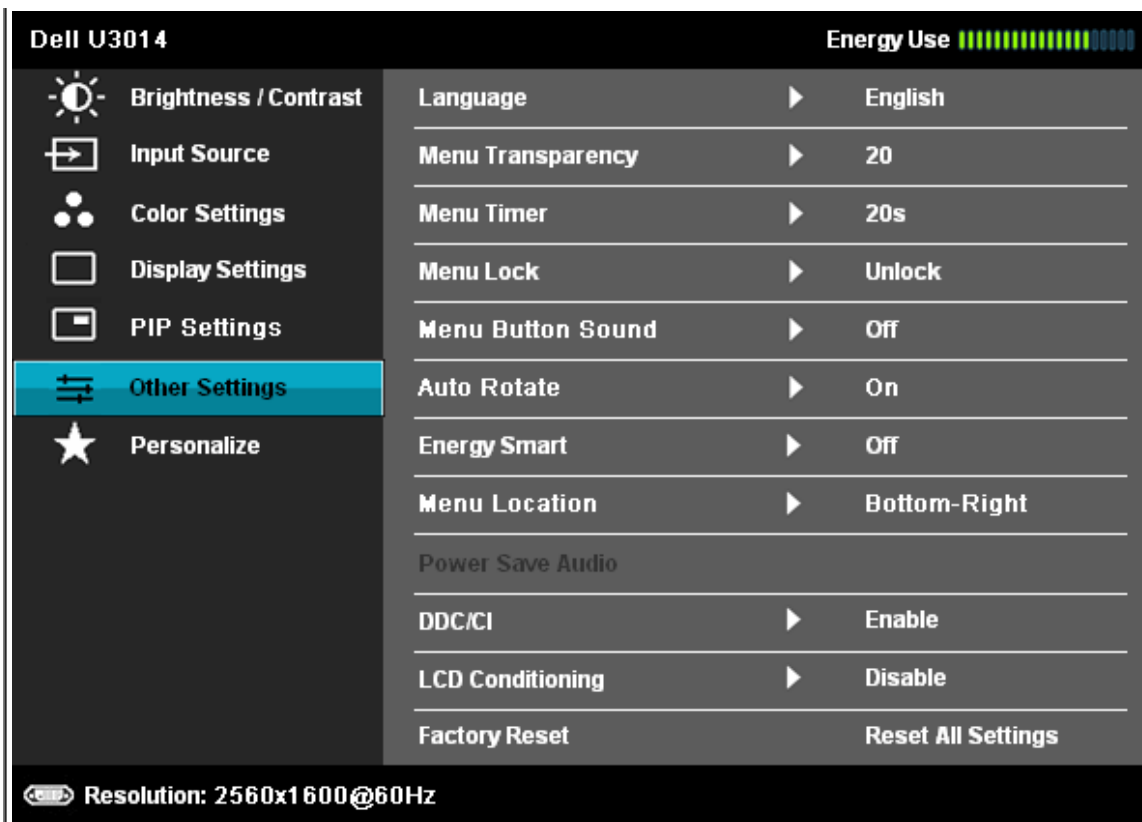 Dell U3014 Energy Use
Brightness / Contrast Language English
Input Source Menu Transparency 20
Color Settings Menu Timer 20s
Display Settings Menu Lock Unlock
PIP Settings Menu Button Sound Off
Other Settings Auto Rotate On
Personalize Energy Smart Off
Menu Location Bottom-Right
Power Save Audio
DDC/CI Enable
LCD Conditioning Disable
Factory Reset Reset All Settings
Resolution: 2560x1600@60Hz